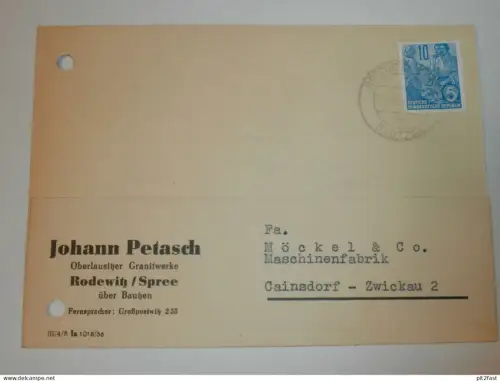 10
DEUTSCHE
DEMOKRATISCHE REPUBLIK
Johann Petasch
Oberlausitzer Granitwerke
Rodewitz/Spree
über Bautzen
Fernsprecher: Großpostwitz 235
Fa.
Möckel & Co.
Maschinenfabrik
Cainsdorf - Zwickau 2